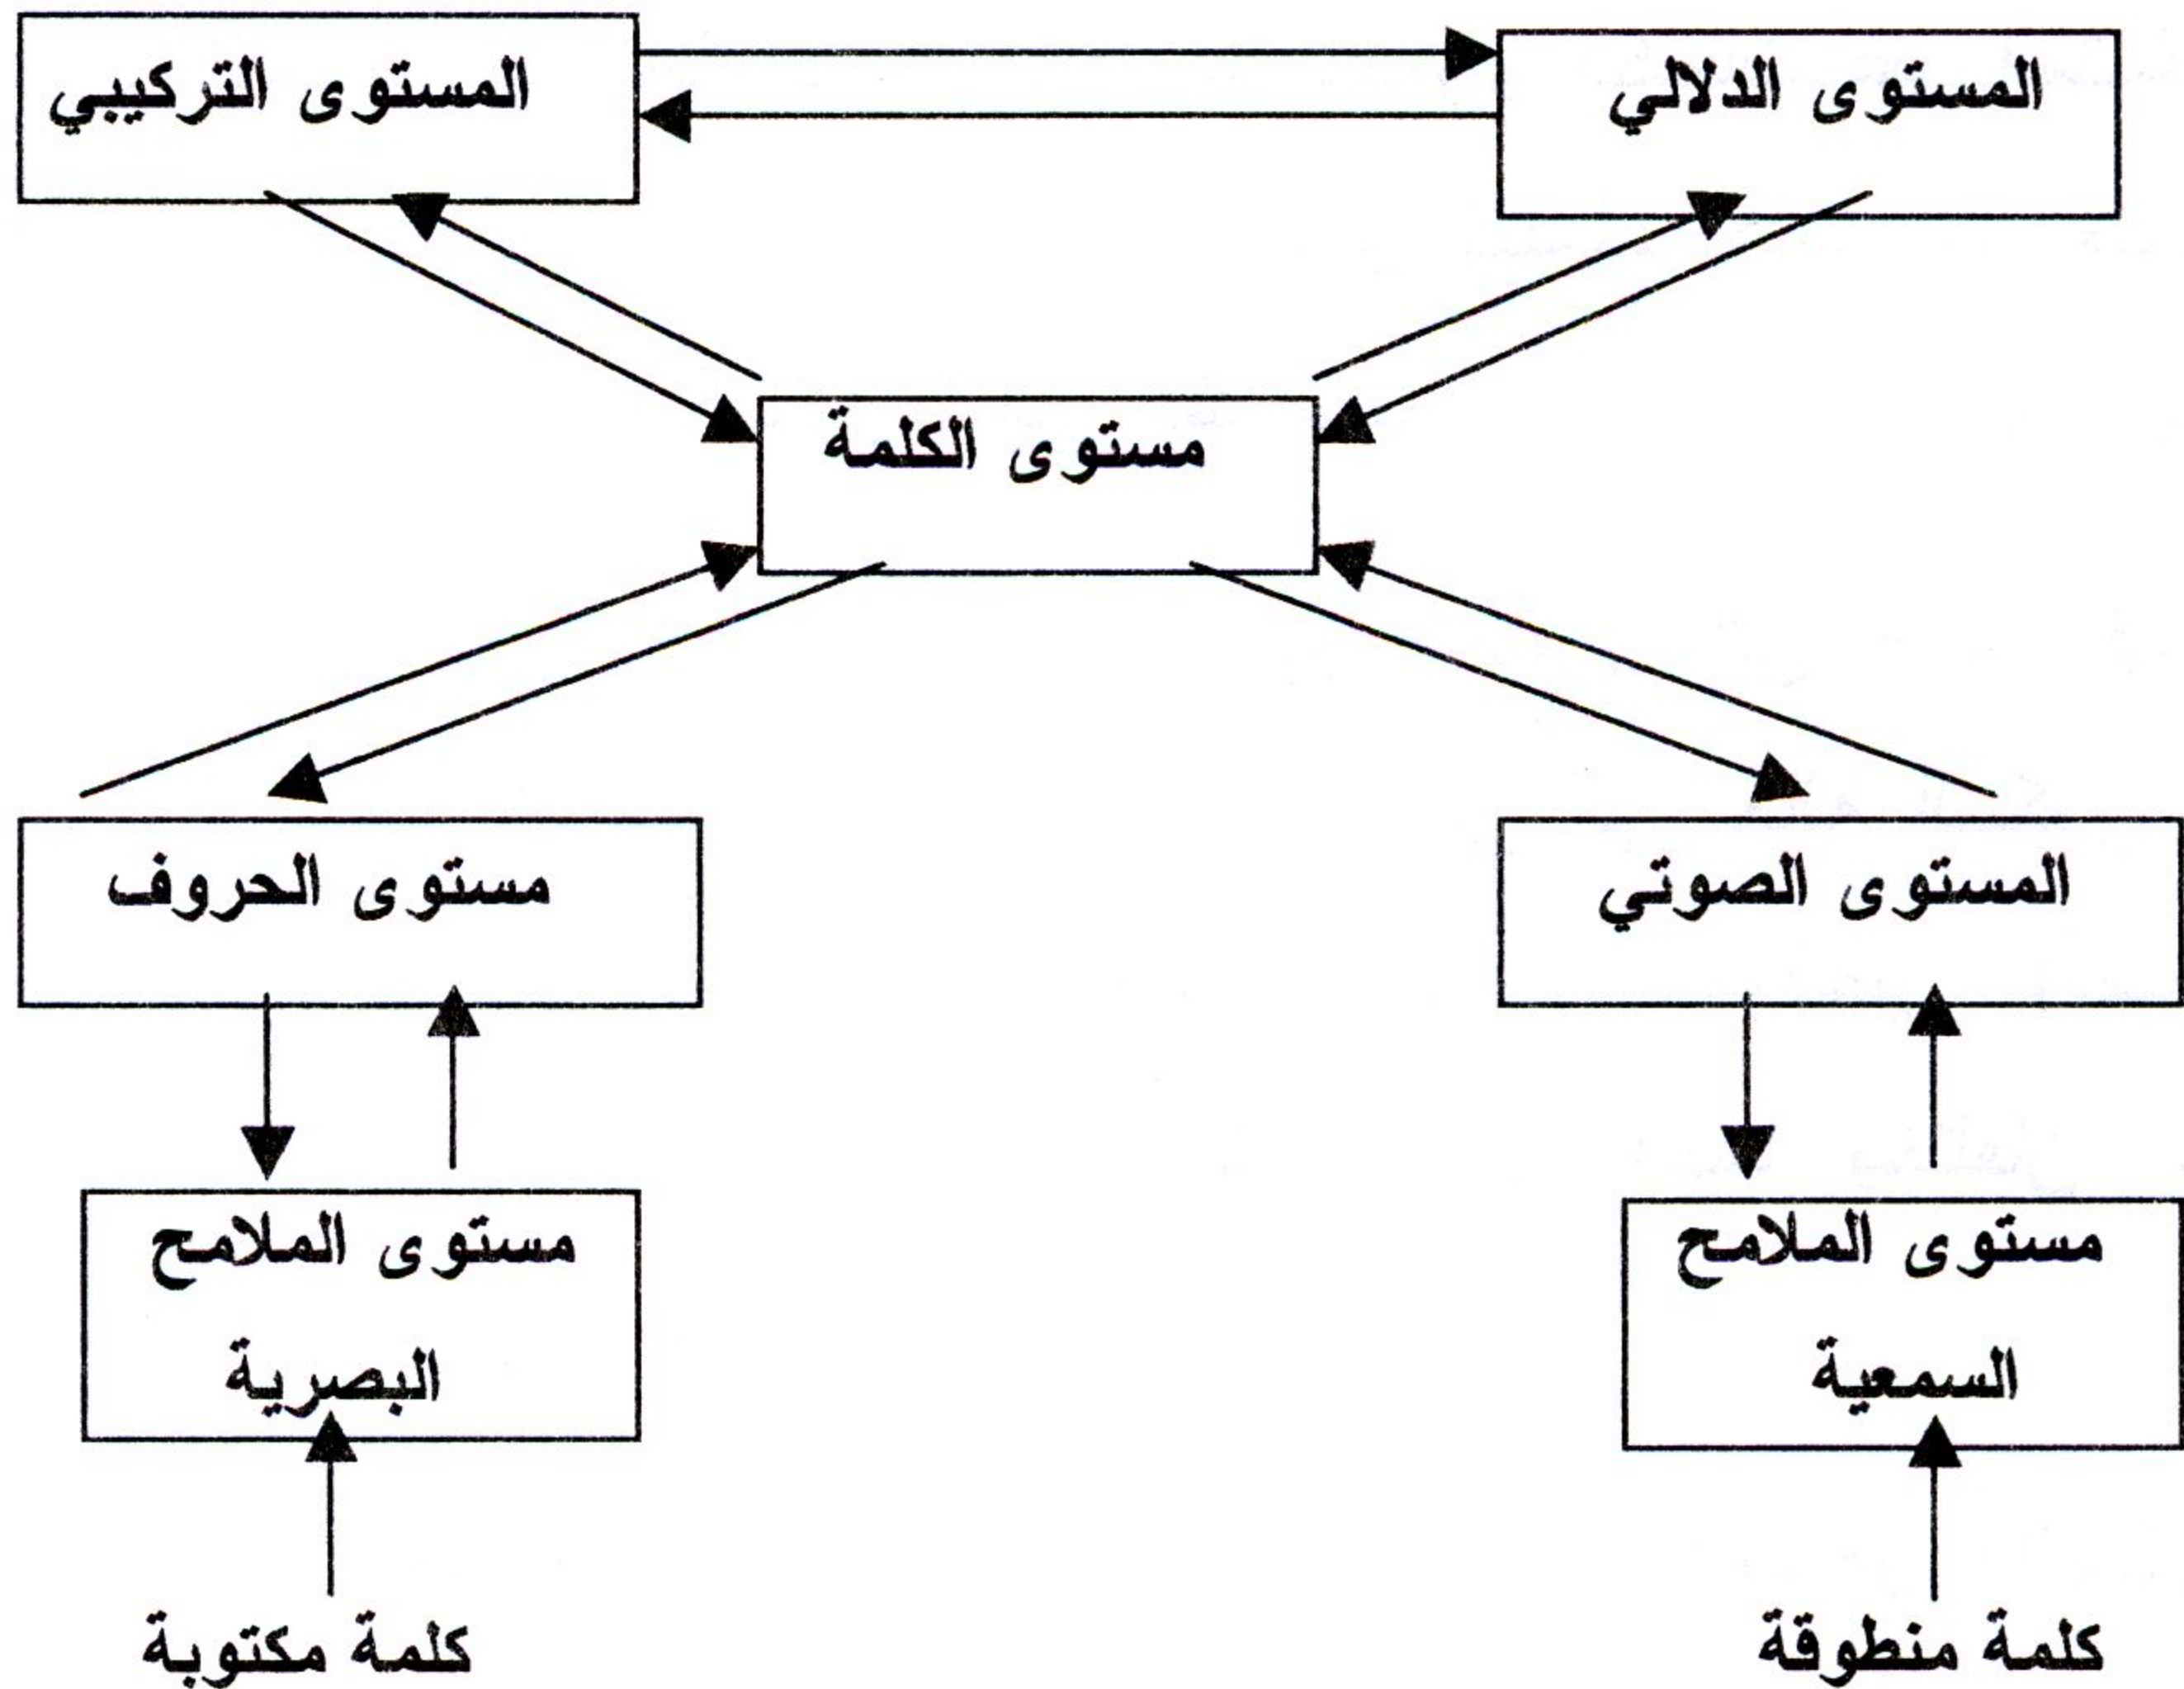 المستوى الدلالي
المستوى التركيبي
مستوى الكلمة
المستوى الصوتي
مستوى الحروف
مستوى الملامح
السمعية
مستوى الملامح
البصرية
كلمة منطوقة
كلمة مكتوبة